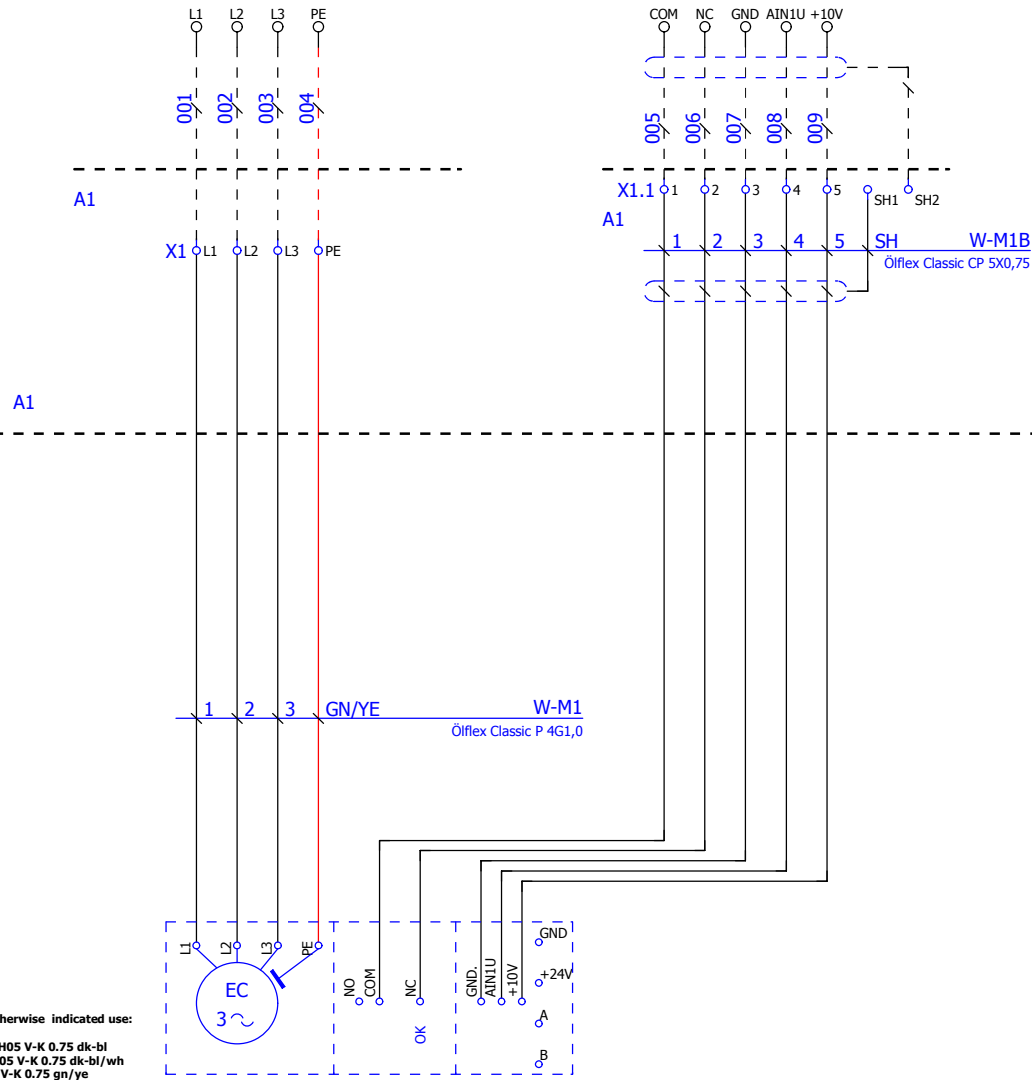 L1 L2 L3 PE COM NC GND AIN1U +10V
001 002 003 004 005 006 007 008 009
A1 X1.1 1 2 3 4 5 SH1 SH2
A1
X1 L1 L2 L3 PE 1 2 3 4 5 SH W-M1B
Ölflex Classic CP 5X0,75
A1
1 2 3 GN/YE W-M1
Ölflex Classic P 4G1,0
L1 L2 L3 PE NO COM NC GND. AIN1U +10V GND
+24V
A
B
EC
3
OK
herwise indicated use:
H05 V-K 0.75 dk-bl
05 V-K 0.75 dk-bl/wh
V-K 0.75 gn/ye